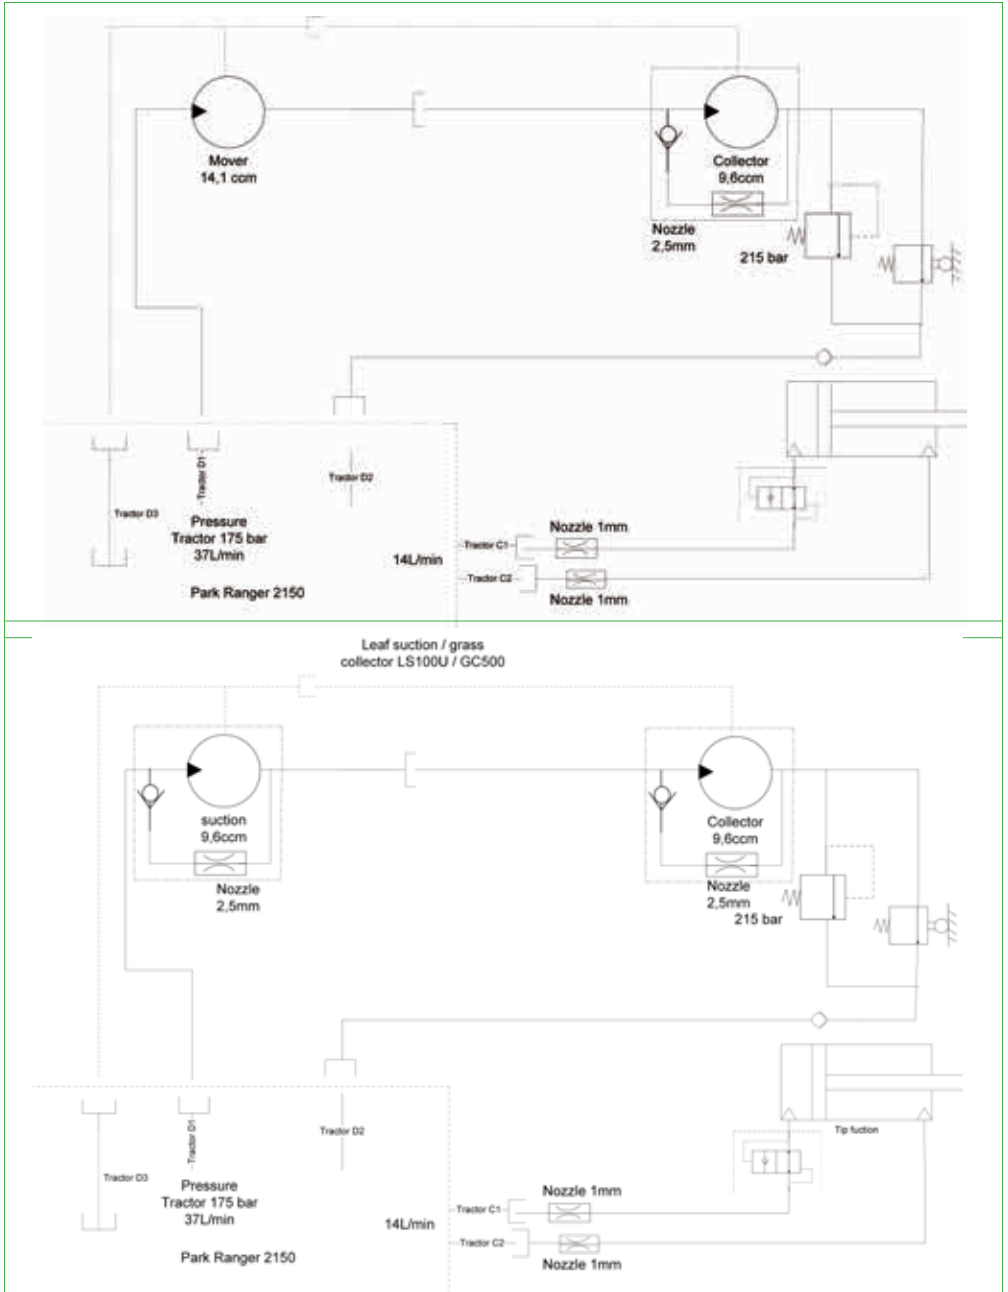 Mover
14,1 ccm
Collector
9,6ccm
Nozzle
2,5mm
215 bar
Tractor D1
Tractor D2
Tractor D3
Pressure
Tractor 175 bar
37L/min
Park Ranger 2150
14L/min
Nozzle 1mm
Tractor C1
Tractor C2
Nozzle 1mm
Leaf suction / grass
collector LS100U / GC500
suction
9,6ccm
Nozzle
2,5mm
Collector
9,6ccm
Nozzle
2,5mm
215 bar
Tractor D1
Tractor D2
Tip fuction
Tractor D3
Pressure
Tractor 175 bar
37L/min
Park Ranger 2150
14L/min
Nozzle 1mm
Tractor C1
Tractor C2
Nozzle 1mm